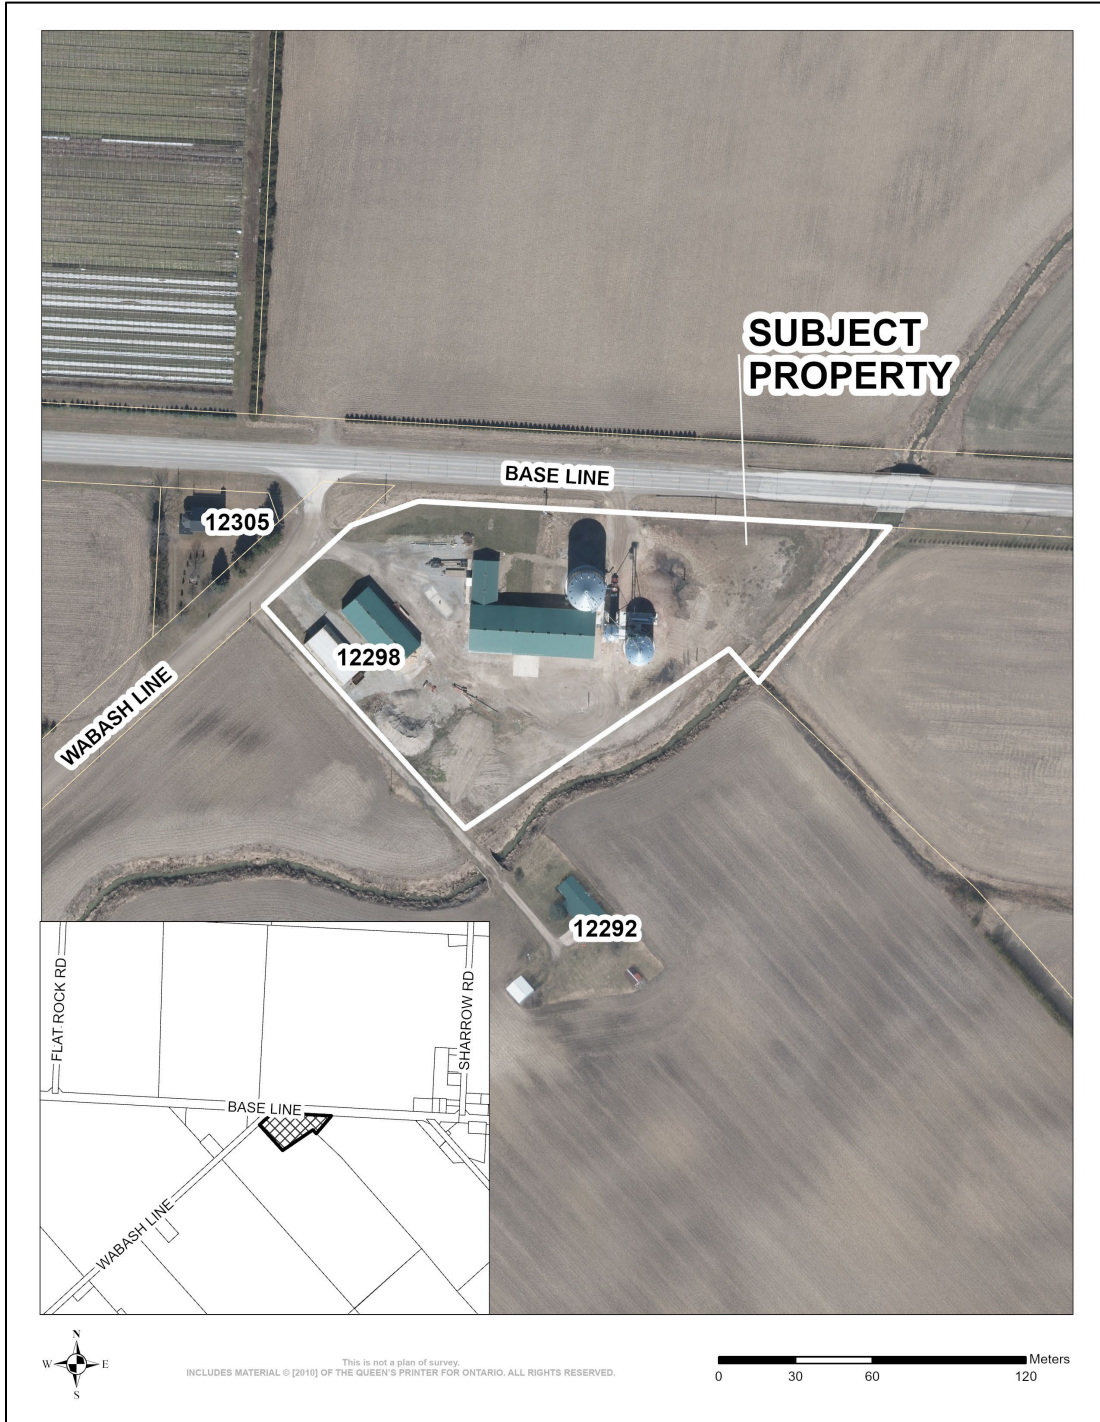 SUBJECT
PROPERTY
BASE LINE
12305
12298
WABASH LINE
12292
FLAT ROCK RD
SHARROW RD
BASE LINE
WABASH LINE
N
W E
S
This is not a plan of survey.
INCLUDES MATERIAL © [2010] OF THE QUEEN'S PRINTER FOR ONTARIO. ALL RIGHTS RESERVED.
Meters
0 30 60 120